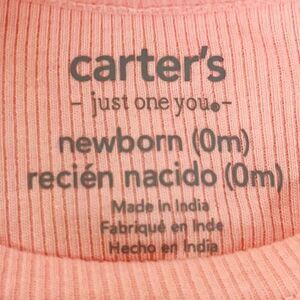 carter's
- just one you. -
newborn (0m)
recién nacido (0m)
Made in India
Fabriqué en Inde
Hecho en India